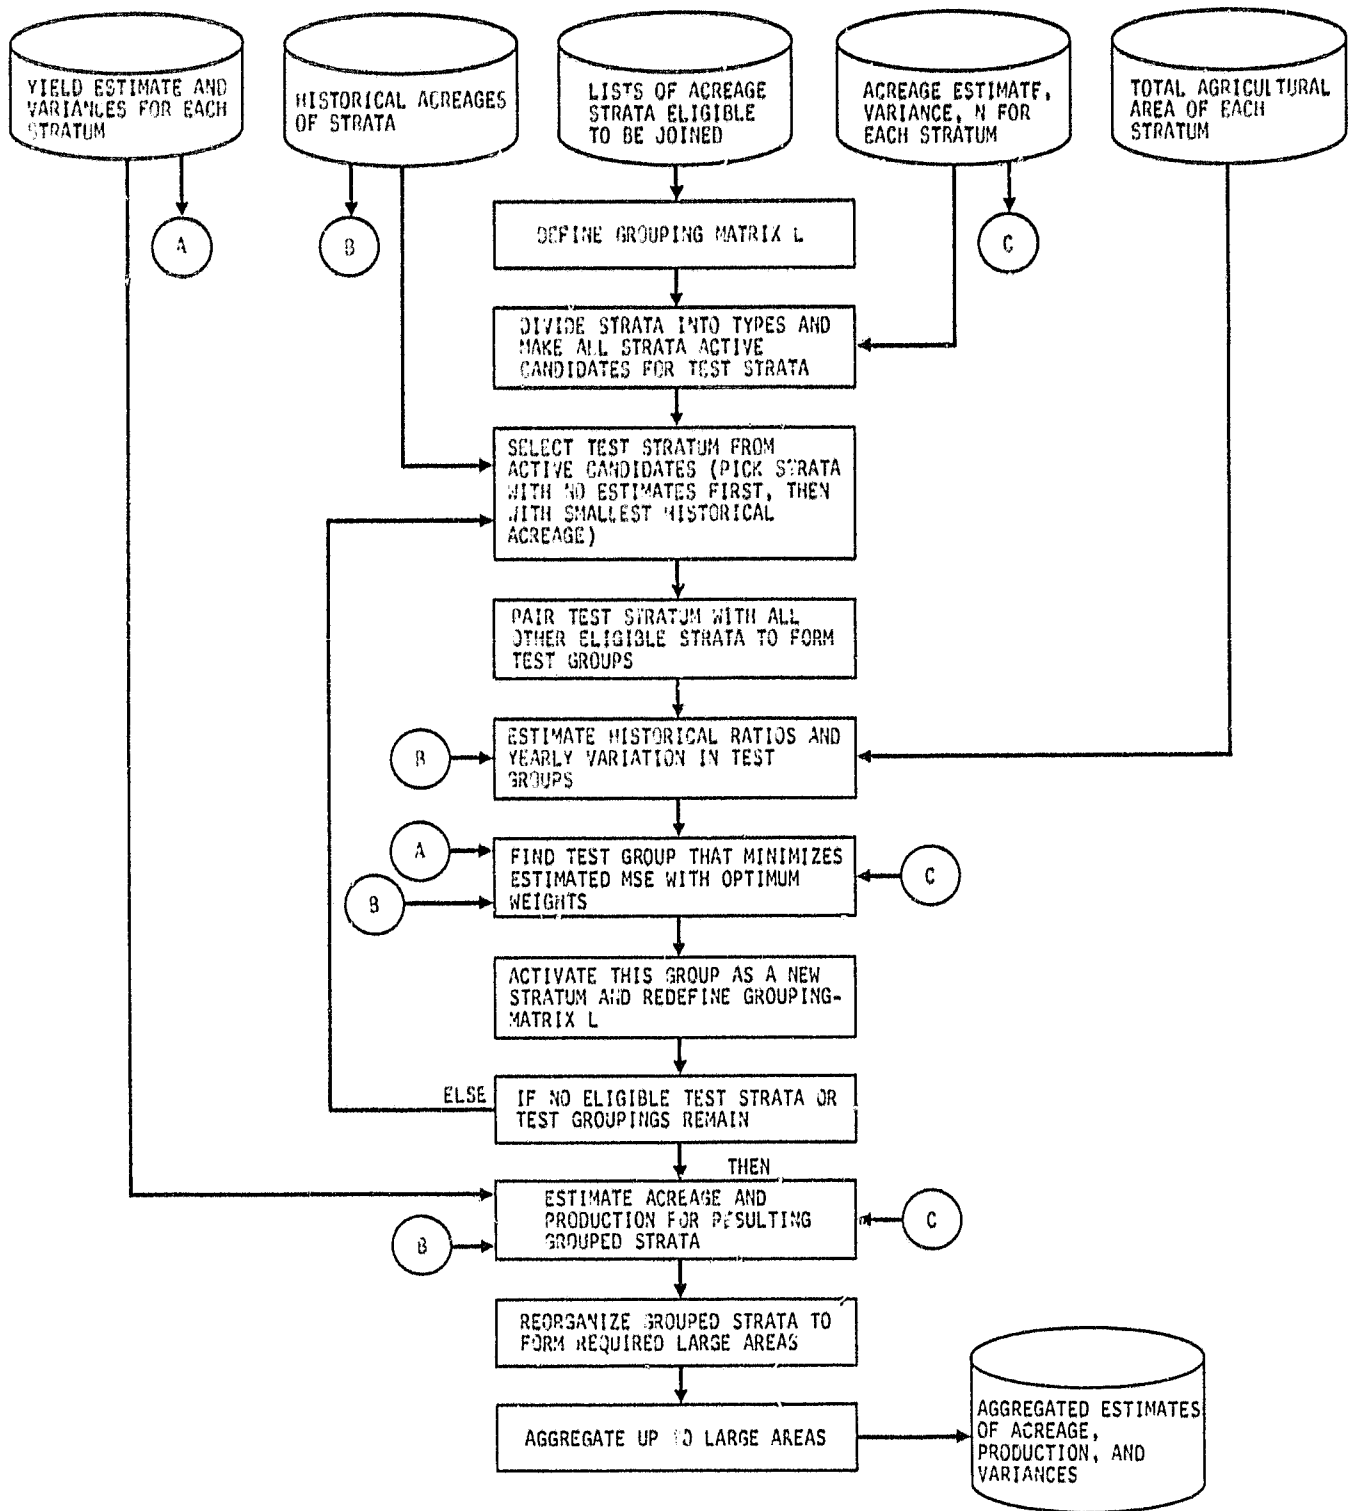 YIELD ESTIMATE AND
VARIANCES FOR EACH
STRATUM
HISTORICAL ACREAGES
OF STRATA
LISTS OF ACREAGE
STRATA ELIGIBLE
TO BE JOINED
ACREAGE ESTIMATE,
VARIANCE, N FOR
EACH STRATUM
TOTAL AGRICULTURAL
AREA OF EACH
STRATUM
A
B
C
DEFINE GROUPING MATRIX L
DIVIDE STRATA INTO TYPES AND
MAKE ALL STRATA ACTIVE
CANDIDATES FOR TEST STRATA
SELECT TEST STRATUM FROM
ACTIVE CANDIDATES (PICK STRATA
WITH NO ESTIMATES FIRST, THEN
WITH SMALLEST HISTORICAL
ACREAGE)
PAIR TEST STRATUM WITH ALL
OTHER ELIGIBLE STRATA TO FORM
TEST GROUPS
B
ESTIMATE HISTORICAL RATIOS AND
YEARLY VARIATION IN TEST
GROUPS
A
B
FIND TEST GROUP THAT MINIMIZES
ESTIMATED MSE WITH OPTIMUM
WEIGHTS
C
ACTIVATE THIS GROUP AS A NEW
STRATUM AND REDEFINE GROUPING-
MATRIX L
ELSE
IF NO ELIGIBLE TEST STRATA OR
TEST GROUPINGS REMAIN
THEN
ESTIMATE ACREAGE AND
PRODUCTION FOR RESULTING
GROUPED STRATA
B
C
REORGANIZE GROUPED STRATA TO
FORM REQUIRED LARGE AREAS
AGGREGATE UP TO LARGE AREAS
AGGREGATED ESTIMATES
OF ACREAGE,
PRODUCTION, AND
VARIANCES